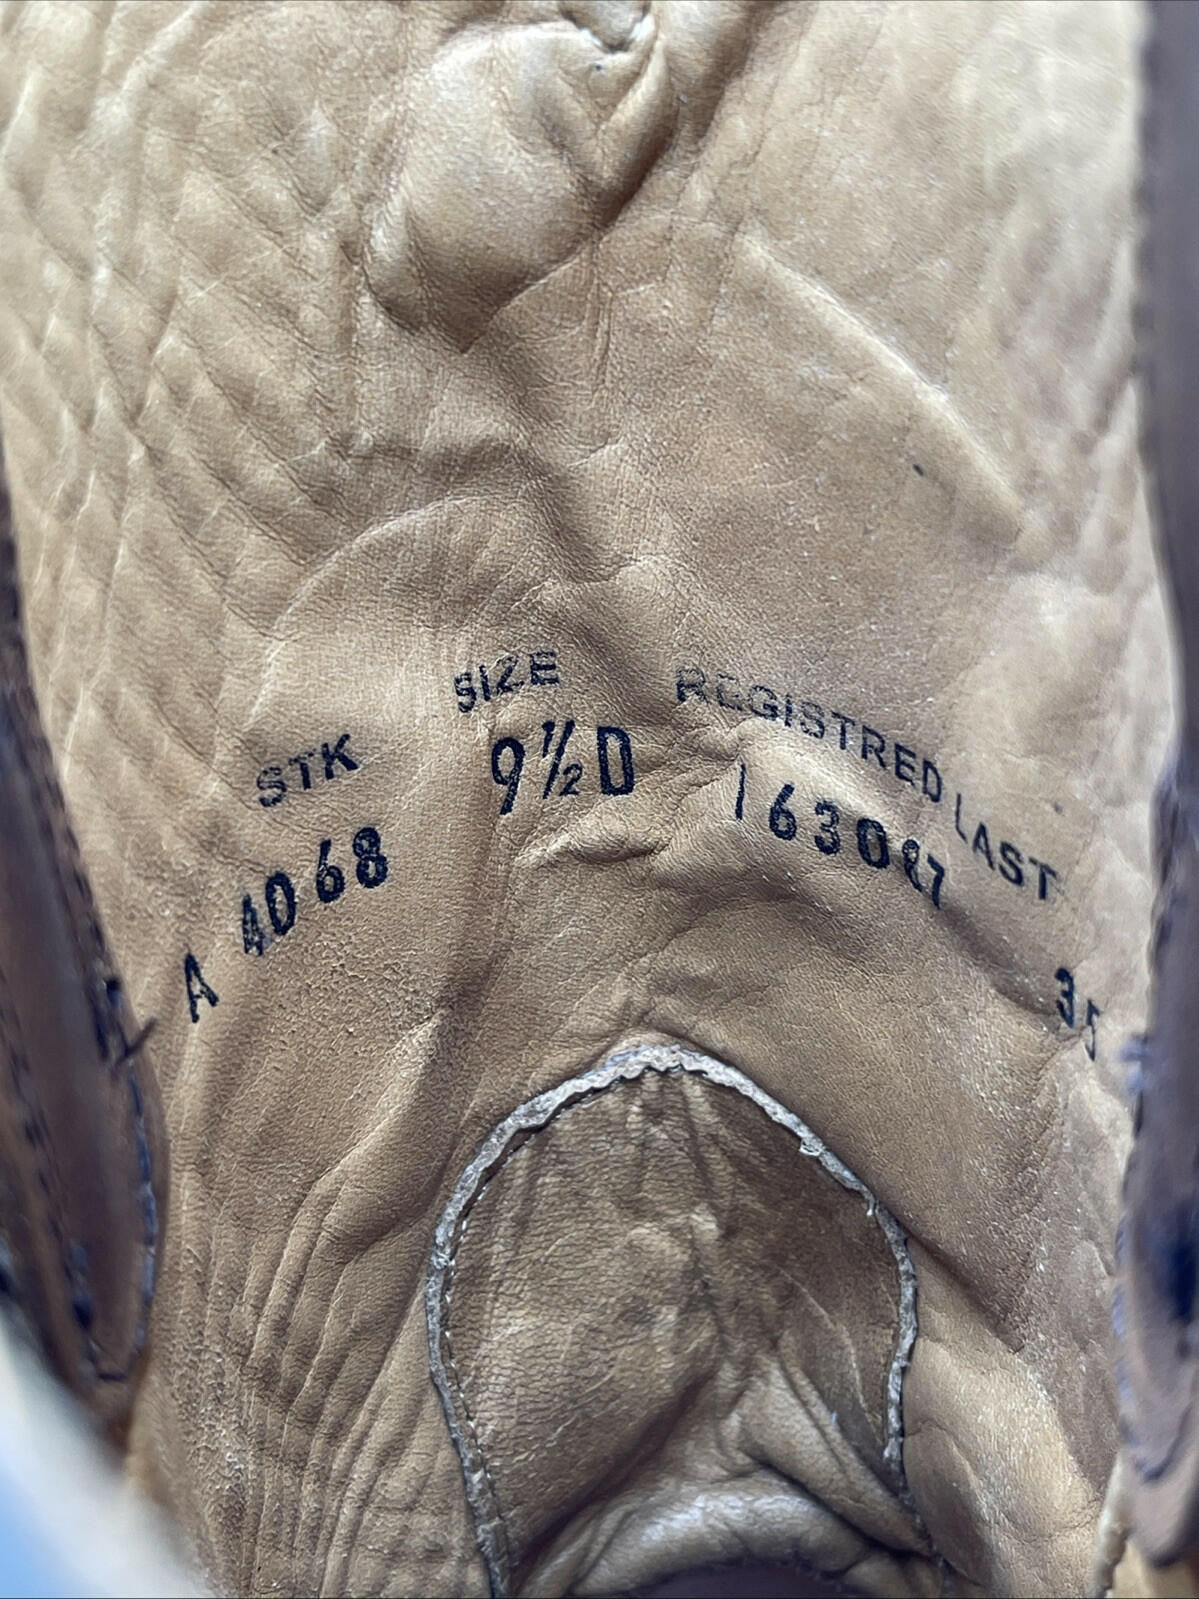 STK SIZE REGISTRED LAST
A 4068 9½D 35